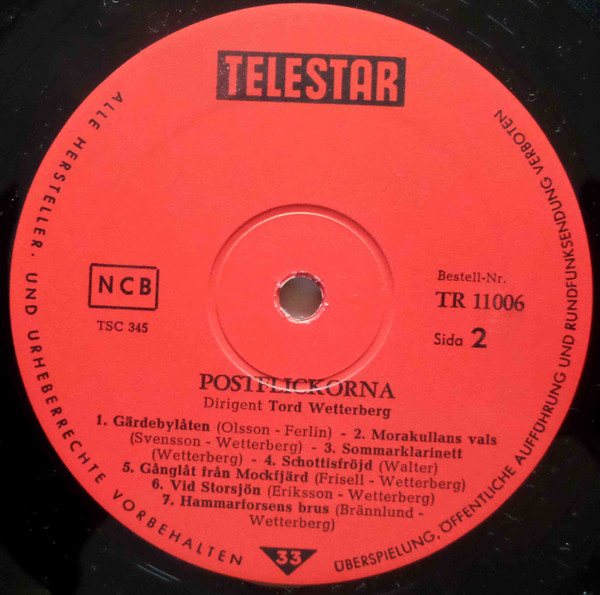 TELESTAR
ALLE HERSTELLER- UND URHEBERRECHTE VORBEHALTEN
ÜBERSPIELUNG, ÖFFENTLICHE AUFFÜHRUNG UND RUNDFUNKSENDUNG VERBOTEN
NCB
TSC 345
Bestell-Nr.
TR 11006
Sida 2
POSTFLICKORNA
Dirigent Tord Wetterberg
1. Gärdebylåten (Olsson - Ferlin) - 2. Morakullans vals
(Svensson - Wetterberg) - 3. Sommarklarinett
(Wetterberg) - 4. Schottisfröjd (Walter)
5. Gånglåt från Mockfjärd (Frisell - Wetterberg)
6. Vid Storsjön (Eriksson - Wetterberg)
7. Hammarforsens brus (Brännlund -
Wetterberg)
33